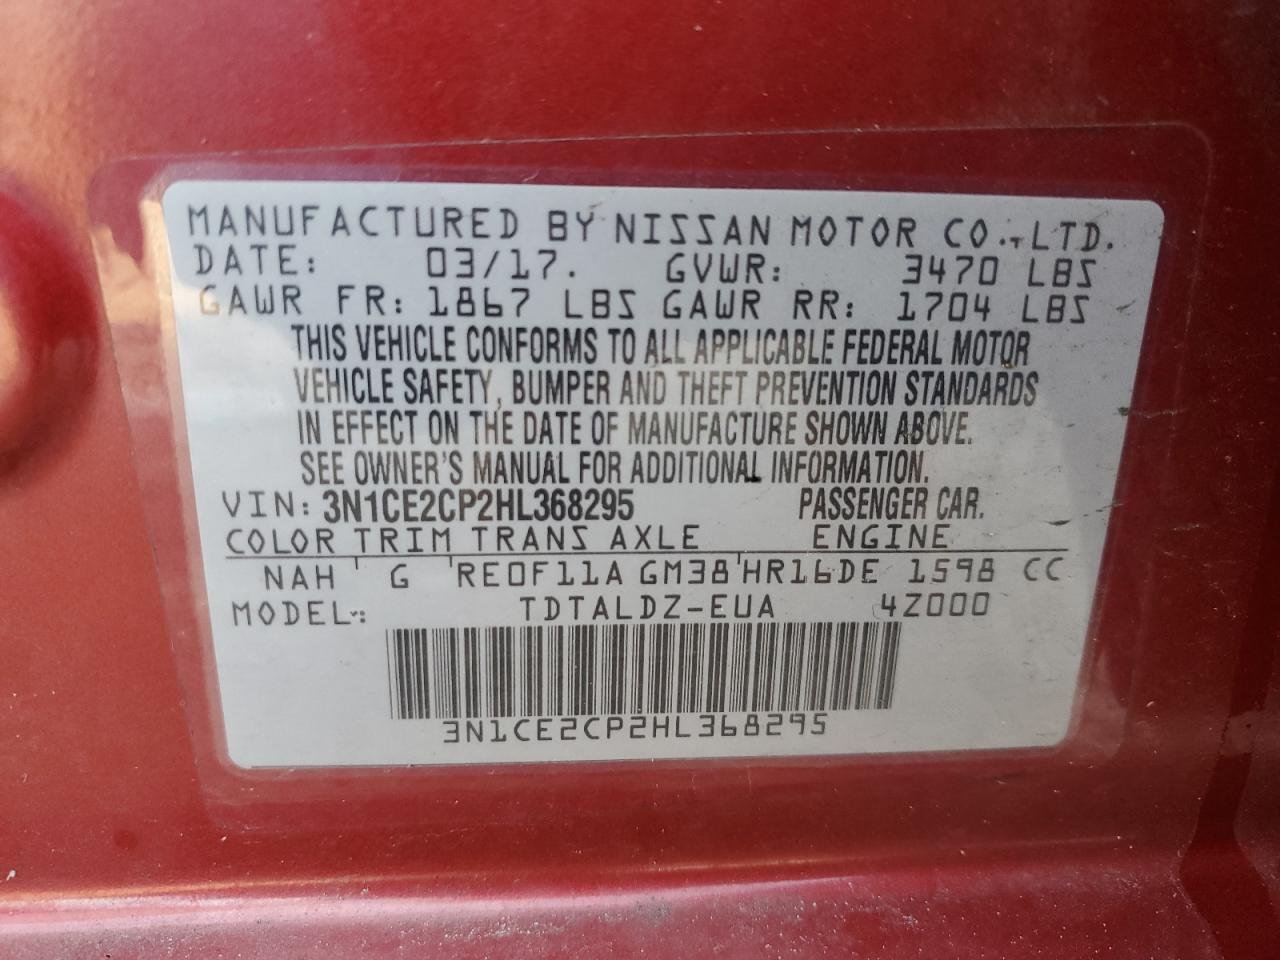 MANUFACTURED BY NISSAN MOTOR CO., LTD.
DATE: 03/17. GVWR: 3470 LBS
GAWR FR: 1867 LBS GAWR RR: 1704 LBS
THIS VEHICLE CONFORMS TO ALL APPLICABLE FEDERAL MOTOR
VEHICLE SAFETY, BUMPER AND THEFT PREVENTION STANDARDS
IN EFFECT ON THE DATE OF MANUFACTURE SHOWN ABOVE.
SEE OWNER'S MANUAL FOR ADDITIONAL INFORMATION.
VIN: 3N1CE2CP2HL368295 PASSENGER CAR.
COLOR TRIM TRANS AXLE ENGINE
NAH ' G ' RE0F11A GM38 ' HR16DE 1598 CC
MODEL: TDTALDZ-EUA 4Z000
3N1CE2CP2HL368295